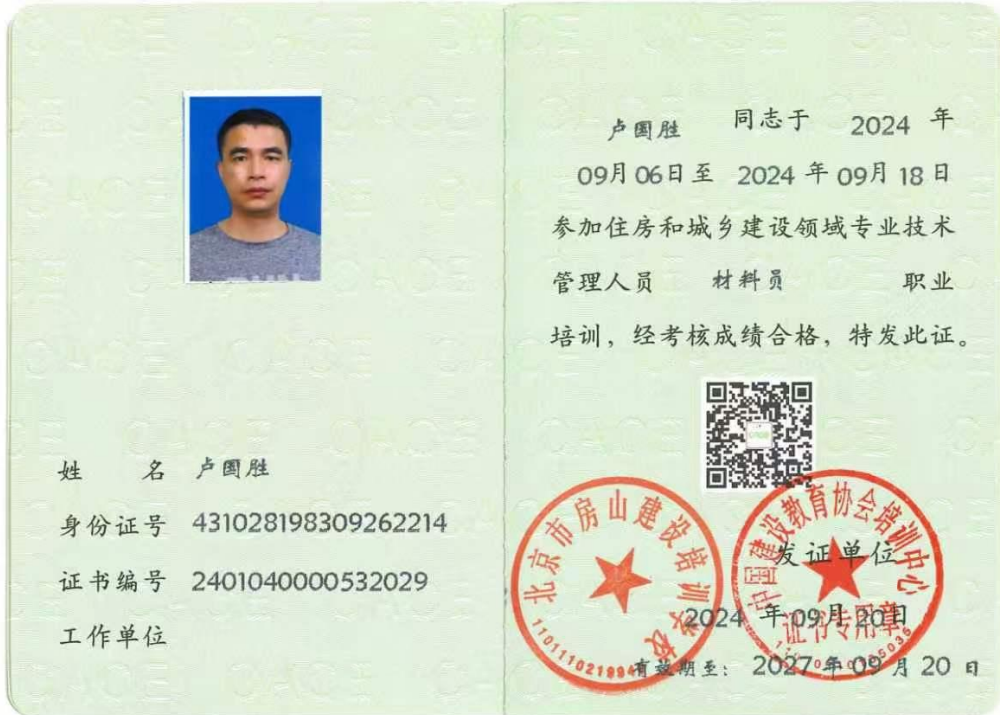 姓 名 卢国胜
身份证号 431028198309262214
证书编号 2401040000532029
工作单位
卢国胜 同志于 2024 年
09月 06日至 2024 年 09月 18 日
参加住房和城乡建设领域专业技术
管理人员 材料员 职业
培训，经考核成绩合格，特发此证。
北京市房山建设培训学校
中国建设教育协会培训中心
证书专用章
发证单位
2024 年 09月 20日
有效期至： 2027 年 09 月 20 日